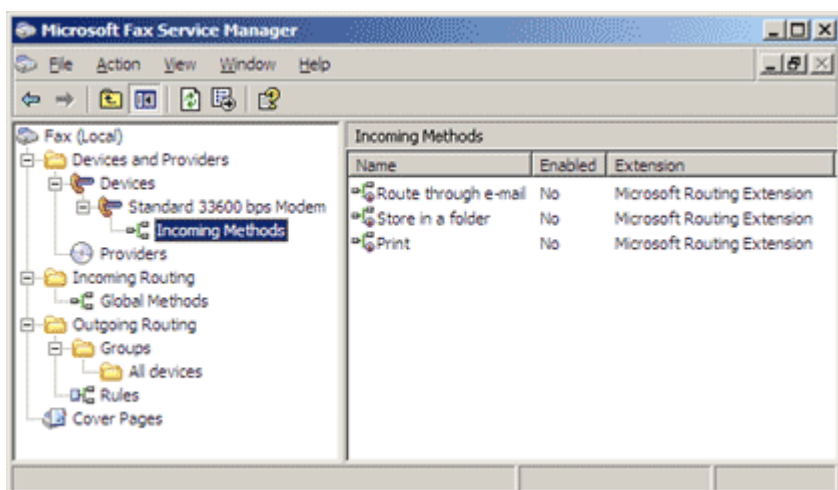 Microsoft Fax Service Manager
File Action View Window Help
Fax (Local)
Devices and Providers
Devices
Standard 33600 bps Modem
Incoming Methods
Providers
Incoming Routing
Global Methods
Outgoing Routing
Groups
All devices
Rules
Cover Pages
Incoming Methods
Name Enabled Extension
Route through e-mail No Microsoft Routing Extension
Store in a folder No Microsoft Routing Extension
Print No Microsoft Routing Extension